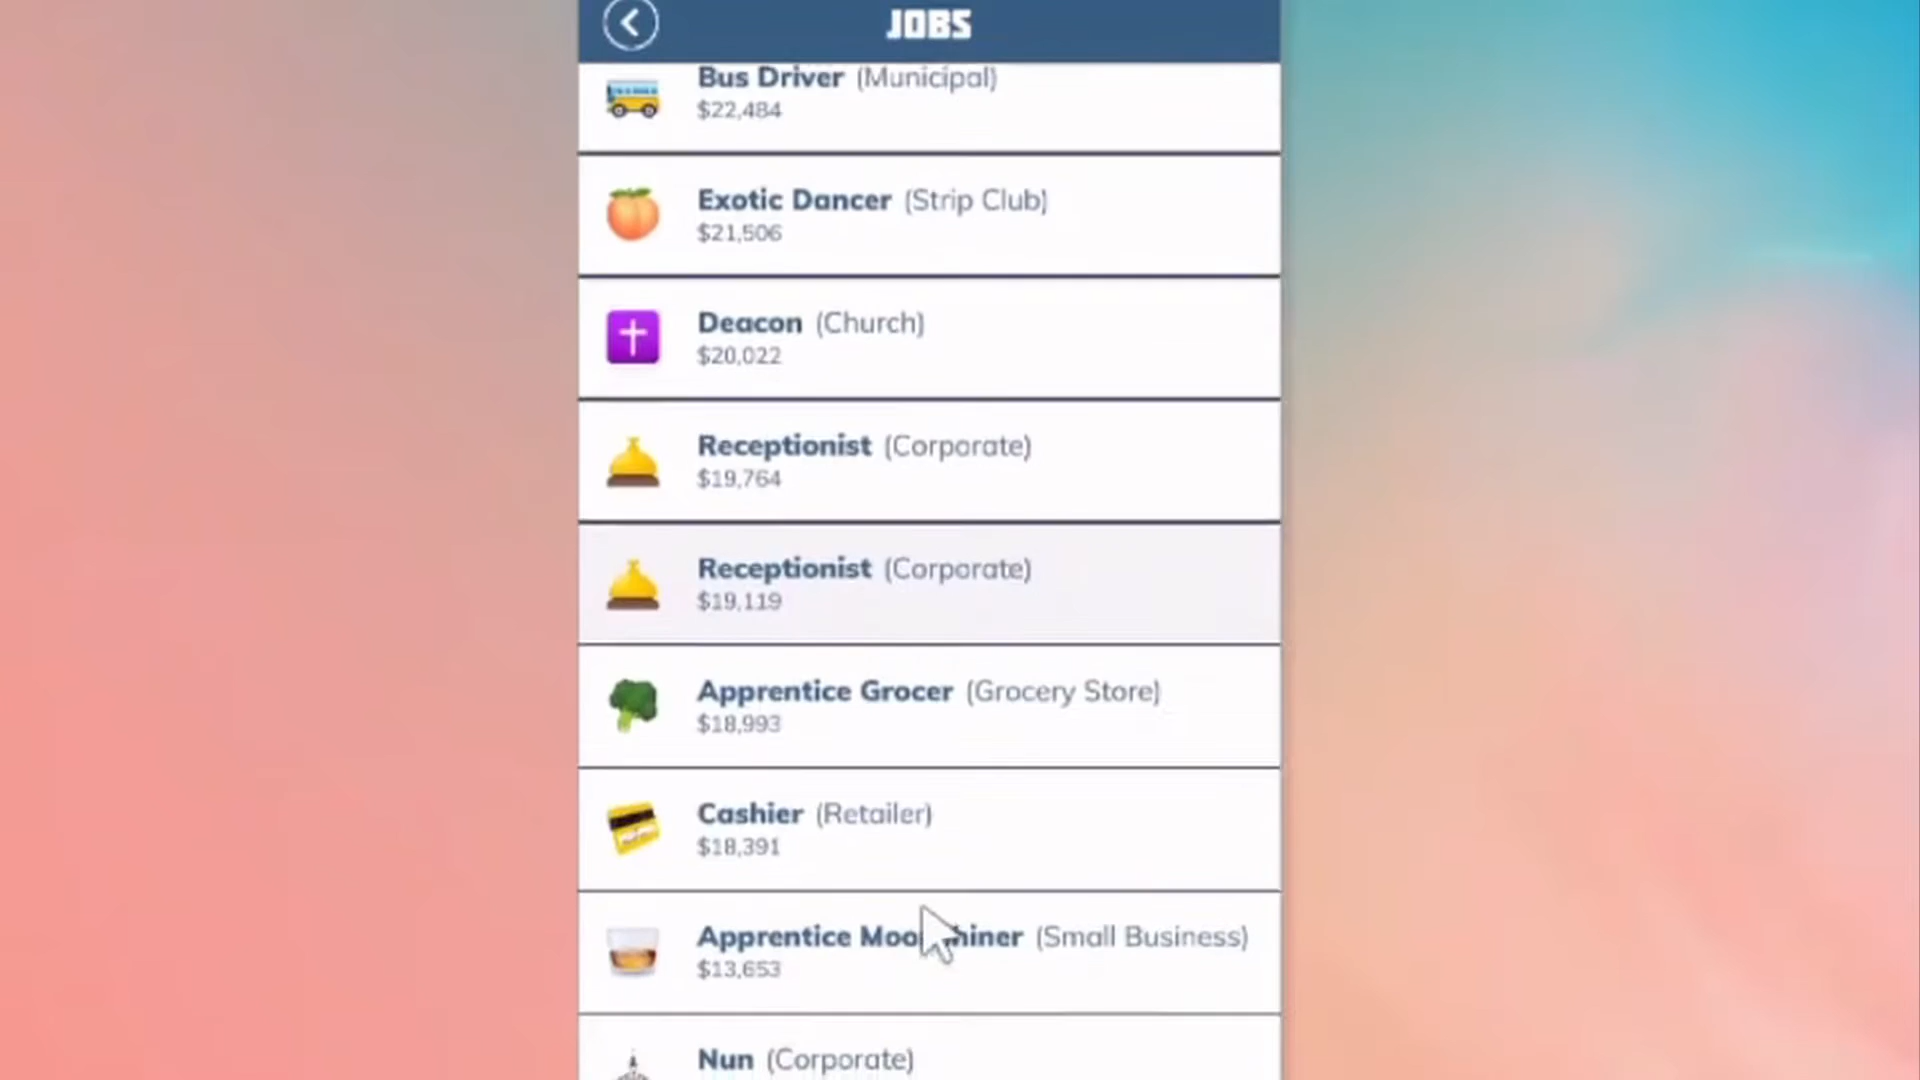 JOBS
Bus Driver (Municipal)
$22,484
Exotic Dancer (Strip Club)
$21,506
Deacon (Church)
$20,022
Receptionist (Corporate)
$19,764
Receptionist (Corporate)
$19,119
Apprentice Grocer (Grocery Store)
$18,993
Cashier (Retailer)
$18,391
Apprentice Moonshiner (Small Business)
$13,653
Nun (Corporate)